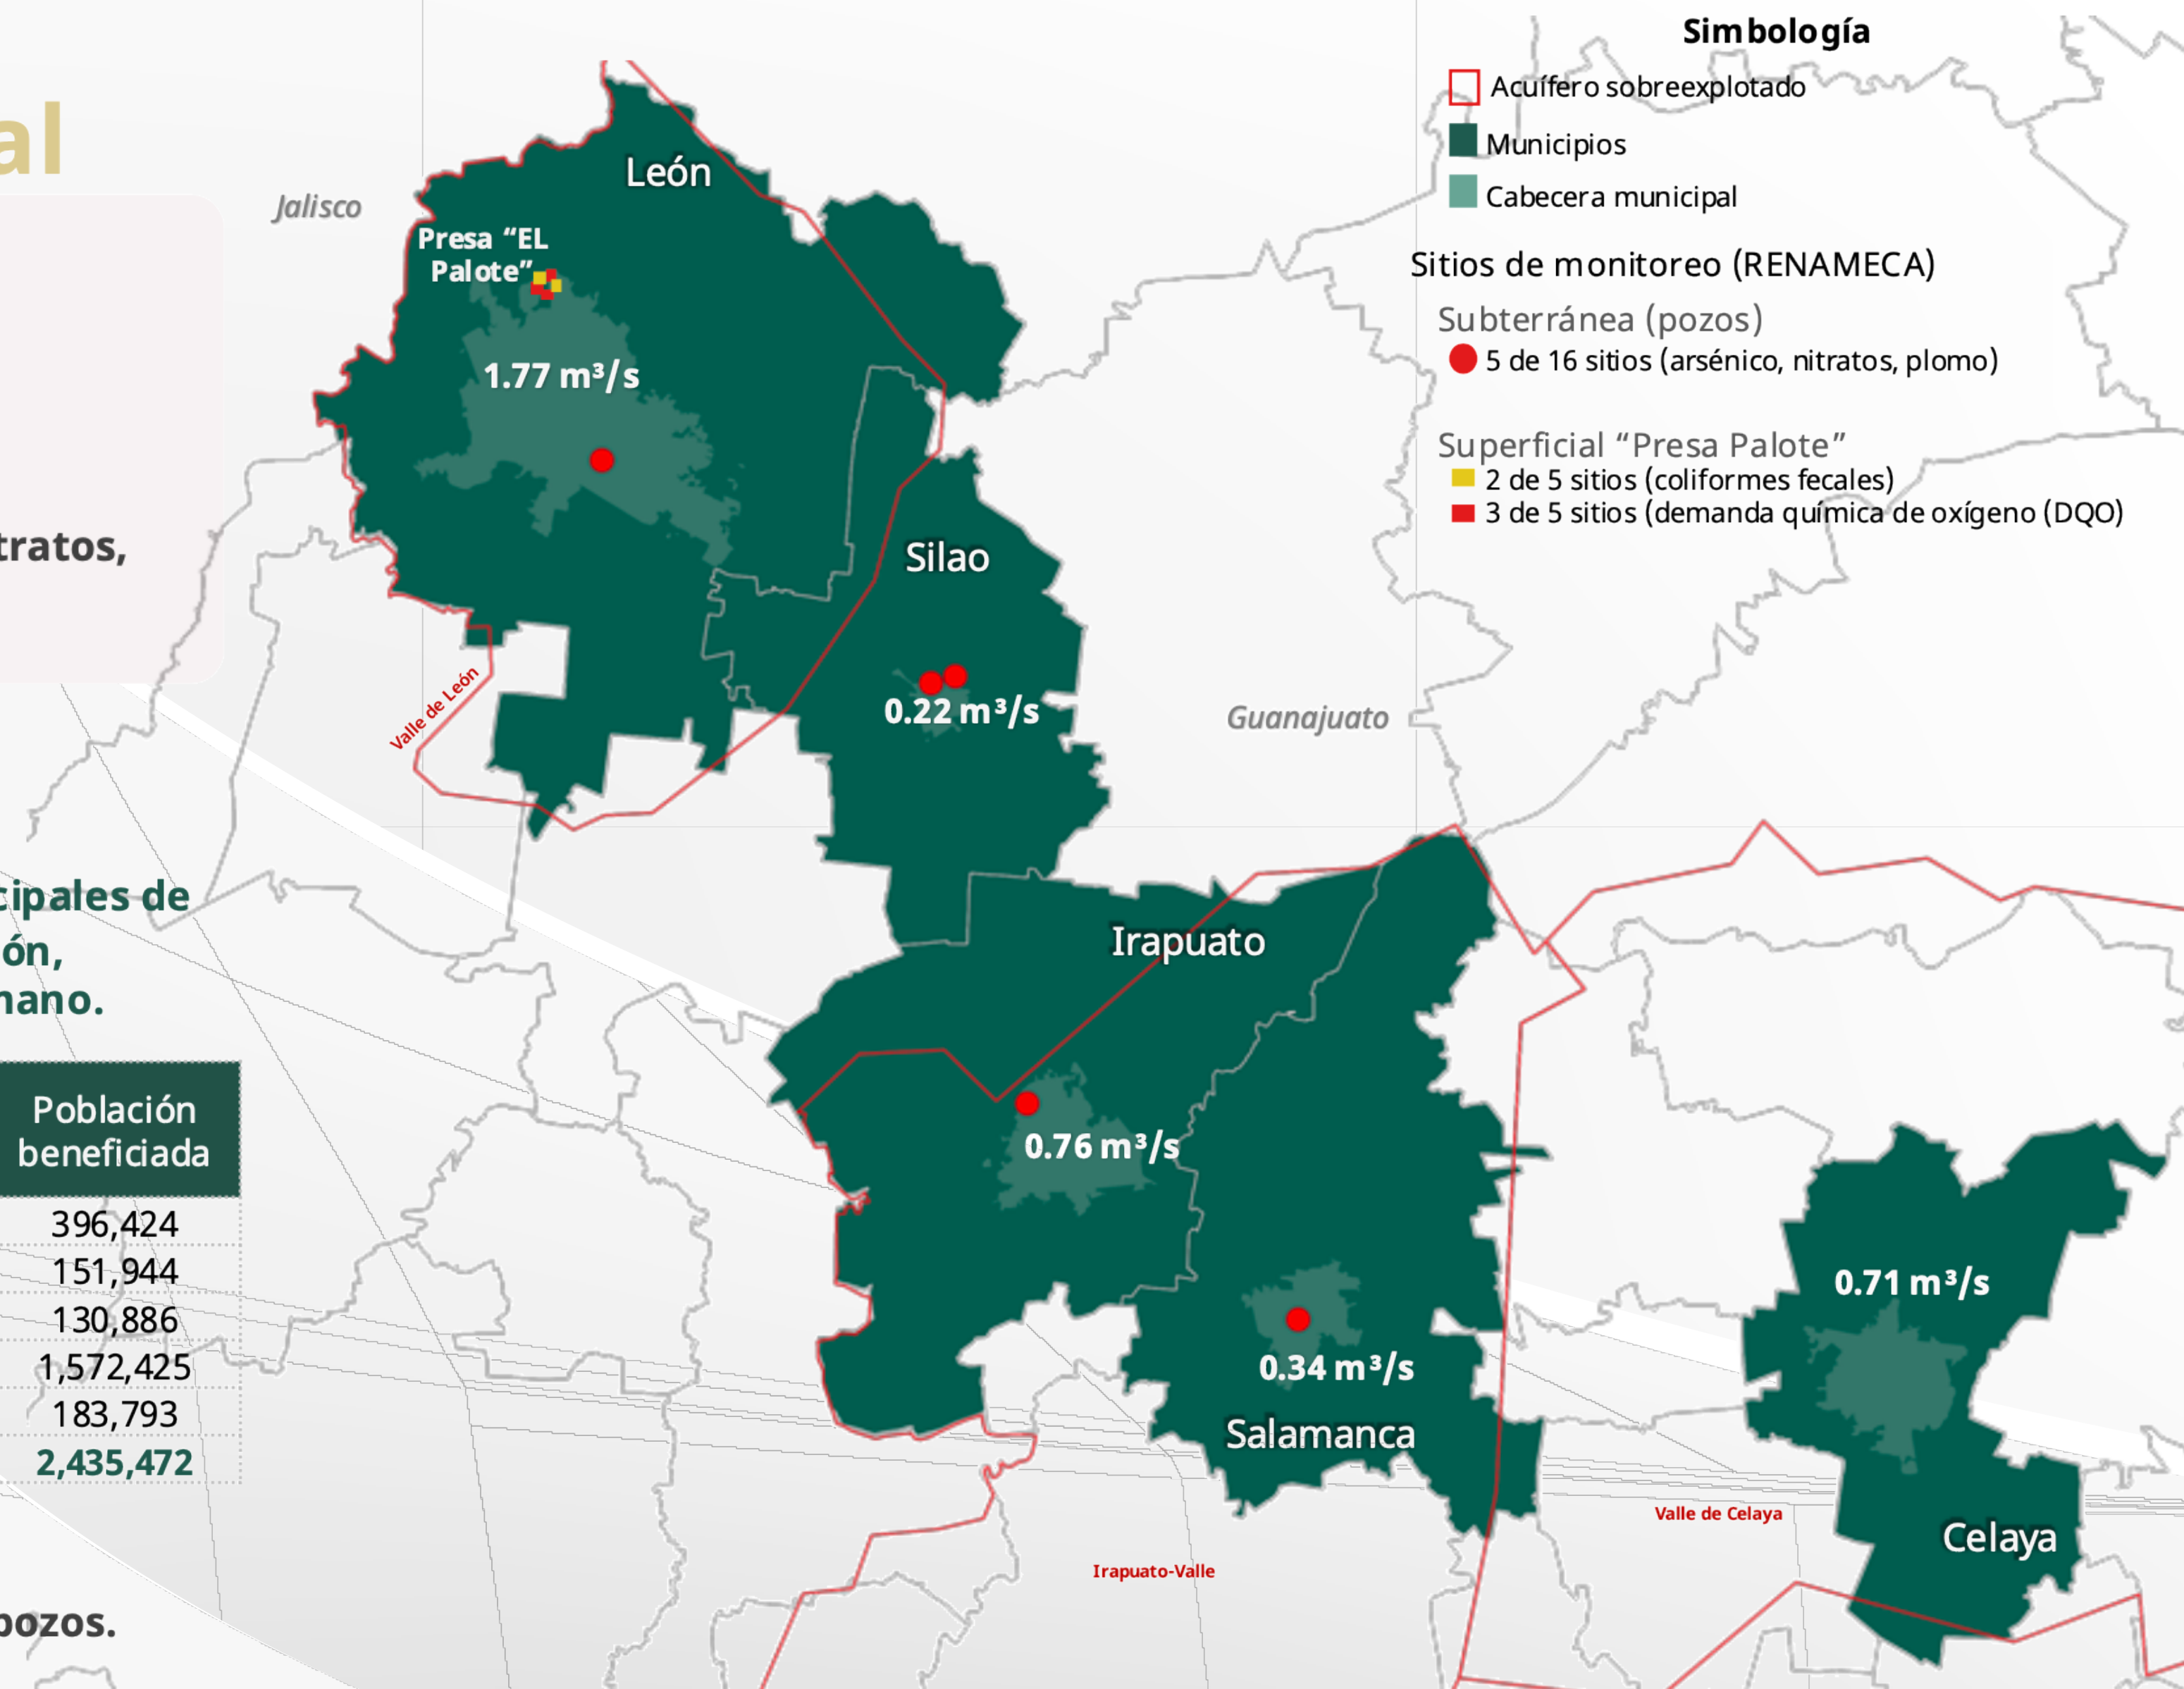 al
tratos,
cipales de
ón,
nano.
Población
beneficiada
396,424
151,944
130,886
1,572,425
183,793
2,435,472
pozos.
Jalisco
León
Presa “EL
Palote”
1.77 m³/s
Silao
0.22 m³/s
Valle de León
Guanajuato
Irapuato
0.76 m³/s
0.34 m³/s
Salamanca
0.71 m³/s
Celaya
Valle de Celaya
Irapuato-Valle
Simbología
Acuífero sobreexplotado
Municipios
Cabecera municipal
Sitios de monitoreo (RENAMECA)
Subterránea (pozos)
5 de 16 sitios (arsénico, nitratos, plomo)
Superficial “Presa Palote”
2 de 5 sitios (coliformes fecales)
3 de 5 sitios (demanda química de oxígeno (DQO)